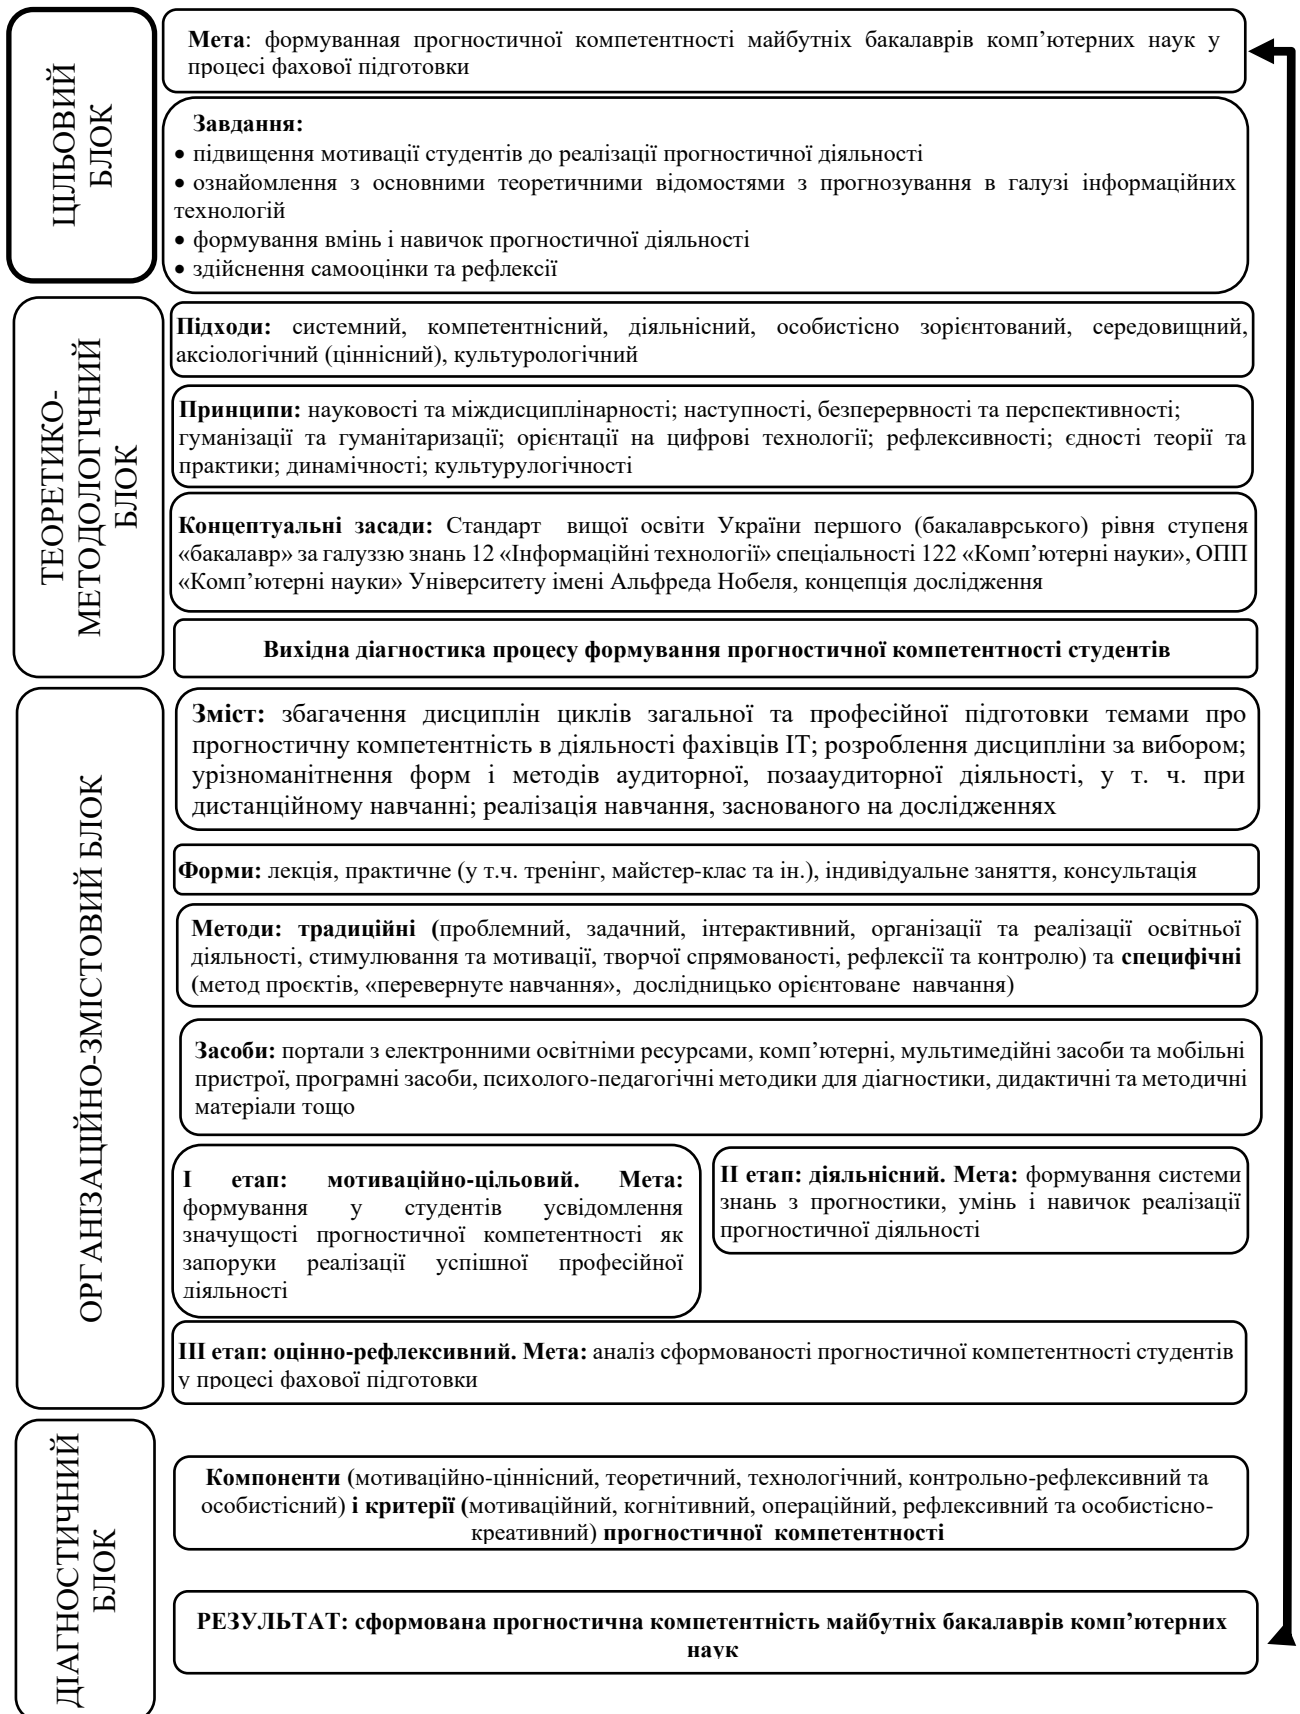 ЦІЛЬОВИЙ
БЛОК
Мета: формуванная прогностичної компетентності майбутніх бакалаврів комп’ютерних наук у
процесі фахової підготовки
Завдання:
• підвищення мотивації студентів до реалізації прогностичної діяльності
• ознайомлення з основними теоретичними відомостями з прогнозування в галузі інформаційних
технологій
• формування вмінь і навичок прогностичної діяльності
• здійснення самооцінки та рефлексії
ТЕОРЕТИКО-
МЕТОДОЛОГІЧНИЙ
БЛОК
Підходи: системний, компетентнісний, діяльнісний, особистісно зорієнтований, середовищний,
аксіологічний (ціннісний), культурологічний
Принципи: науковості та міждисциплінарності; наступності, безперервності та перспективності;
гуманізації та гуманітаризації; орієнтації на цифрові технології; рефлексивності; єдності теорії та
практики; динамічності; культурулогічності
Концептуальні засади: Стандарт вищої освіти України першого (бакалаврського) рівня ступеня
«бакалавр» за галуззю знань 12 «Інформаційні технології» спеціальності 122 «Комп’ютерні науки», ОПП
«Комп’ютерні науки» Університету імені Альфреда Нобеля, концепція дослідження
Вихідна діагностика процесу формування прогностичної компетентності студентів
ОРГАНІЗАЦІЙНО-ЗМІСТОВИЙ БЛОК
Зміст: збагачення дисциплін циклів загальної та професійної підготовки темами про
прогностичну компетентність в діяльності фахівців ІТ; розроблення дисципліни за вибором;
урізноманітнення форм і методів аудиторної, позааудиторної діяльності, у т. ч. при
дистанційному навчанні; реалізація навчання, заснованого на дослідженнях
Форми: лекція, практичне (у т.ч. тренінг, майстер-клас та ін.), індивідуальне заняття, консультація
Методи: традиційні (проблемний, задачний, інтерактивний, організації та реалізації освітньої
діяльності, стимулювання та мотивації, творчої спрямованості, рефлексії та контролю) та специфічні
(метод проєктів, «перевернуте навчання», дослідницько орієнтоване навчання)
Засоби: портали з електронними освітніми ресурсами, комп’ютерні, мультимедійні засоби та мобільні
пристрої, програмні засоби, психолого-педагогічні методики для діагностики, дидактичні та методичні
матеріали тощо
І етап: мотиваційно-цільовий. Мета:
формування у студентів усвідомлення
значущості прогностичної компетентності як
запоруки реалізації успішної професійної
діяльності
ІІ етап: діяльнісний. Мета: формування системи
знань з прогностики, умінь і навичок реалізації
прогностичної діяльності
ІІІ етап: оцінно-рефлексивний. Мета: аналіз сформованості прогностичної компетентності студентів
у процесі фахової підготовки
ДІАГНОСТИЧНИЙ
БЛОК
Компоненти (мотиваційно-ціннісний, теоретичний, технологічний, контрольно-рефлексивний та
особистісний) і критерії (мотиваційний, когнітивний, операційний, рефлексивний та особистісно-
креативний) прогностичної компетентності
РЕЗУЛЬТАТ: сформована прогностична компетентність майбутніх бакалаврів комп’ютерних
наук